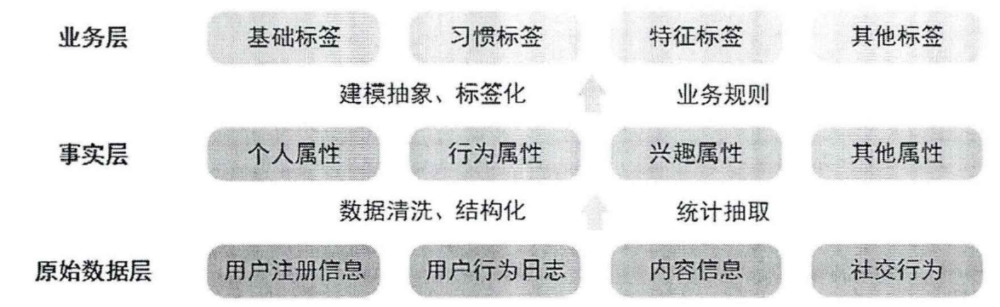 业务层 基础标签 习惯标签 特征标签 其他标签
建模抽象、标签化 业务规则
事实层 个人属性 行为属性 兴趣属性 其他属性
数据清洗、结构化 统计抽取
原始数据层 用户注册信息 用户行为日志 内容信息 社交行为